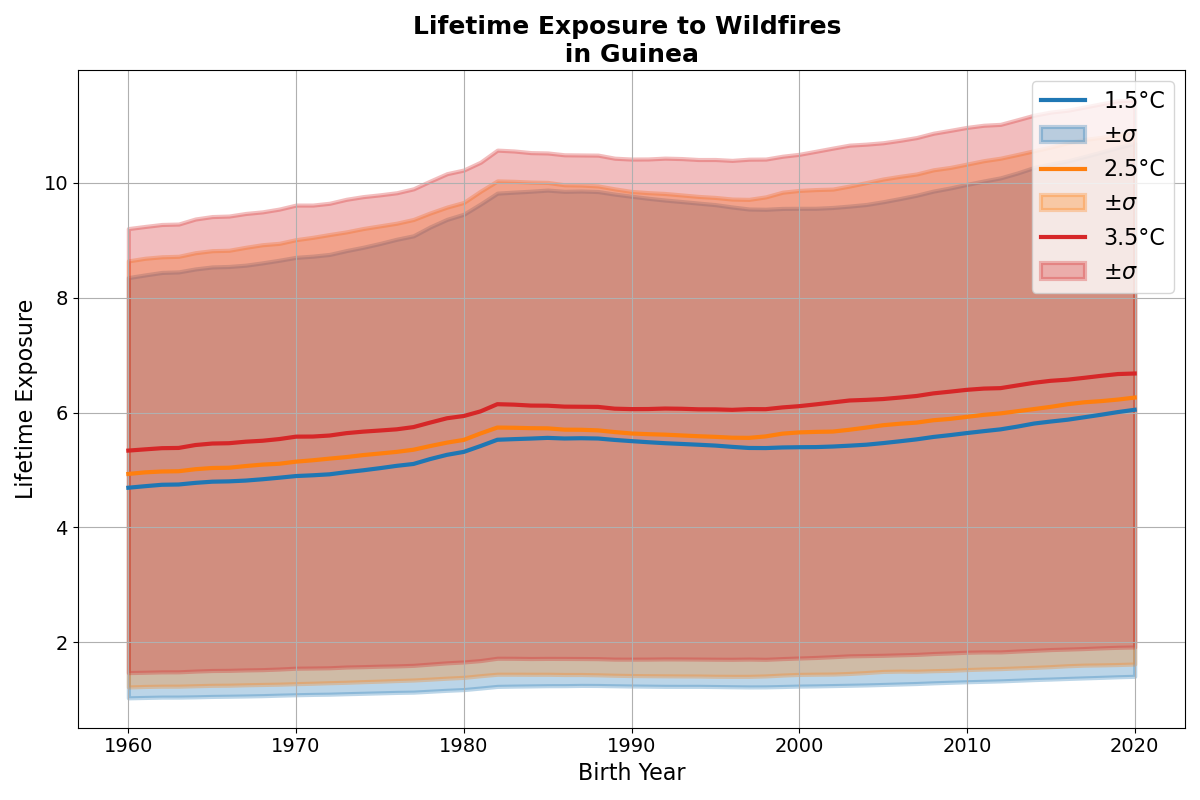 Lifetime Exposure to Wildfires
in Guinea
1.5°C
±σ
2.5°C
±σ
3.5°C
±σ
Lifetime Exposure
10
8
6
4
2
1960 1970 1980 1990 2000 2010 2020
Birth Year